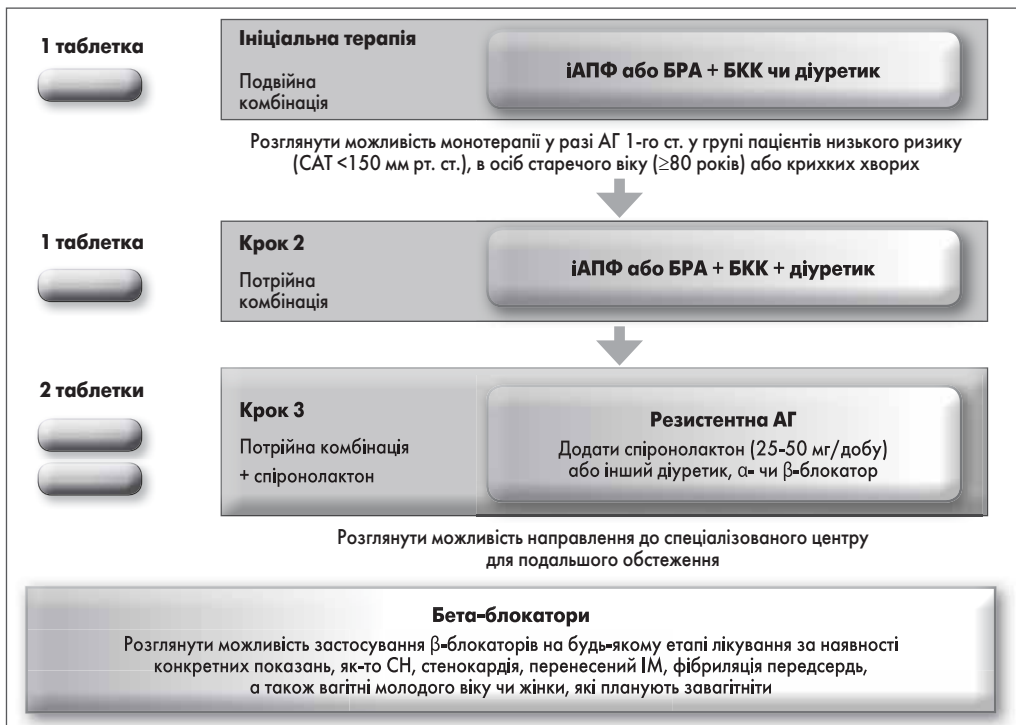 1 таблетка
Ініціальна терапія
Подвійна
комбінація
іАПФ або БРА + БКК чи діуретик
Розглянути можливість монотерапії у разі АГ 1-го ст. у групі пацієнтів низького ризику
(САТ <150 мм рт. ст.), в осіб старечого віку (≥80 років) або крихких хворих
1 таблетка
Крок 2
Потрійна
комбінація
іАПФ або БРА + БКК + діуретик
2 таблетки
Крок 3
Потрійна комбінація
+ спіронолактон
Резистентна АГ
Додати спіронолактон (25-50 мг/добу)
або інший діуретик, α- чи β-блокатор
Розглянути можливість направлення до спеціалізованого центру
для подальшого обстеження
Бета-блокатори
Розглянути можливість застосування β-блокаторів на будь-якому етапі лікування за наявності
конкретних показань, як-то СН, стенокардія, перенесений ІМ, фібриляція передсердь,
а також вагітні молодого віку чи жінки, які планують завагітніти